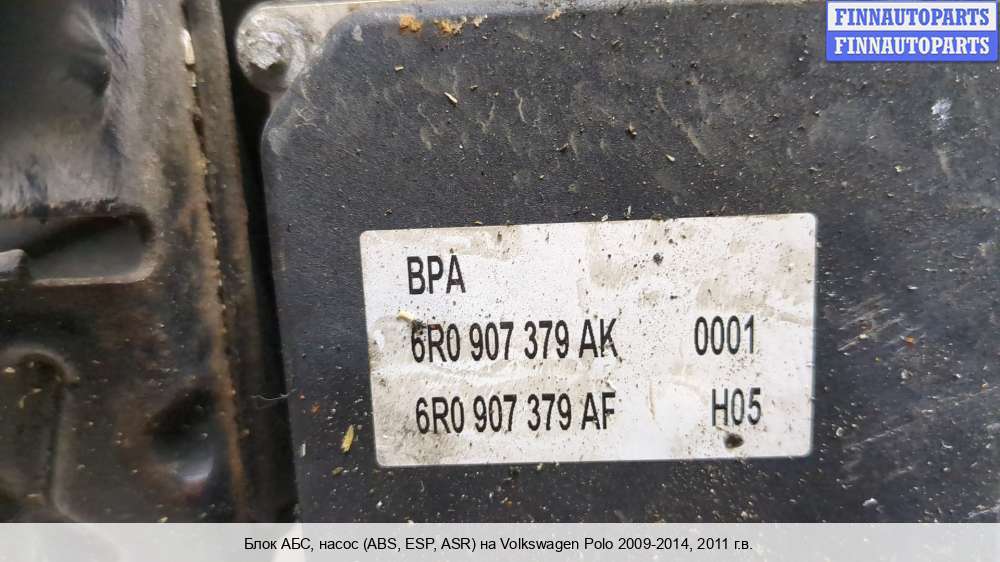 FINNAUTOPARTS
FINNAUTOPARTS
BPA
6R0 907 379 AK 0001
6R0 907 379 AF H05
Блок АБС, насос (ABS, ESP, ASR) на Volkswagen Polo 2009-2014, 2011 г.в.